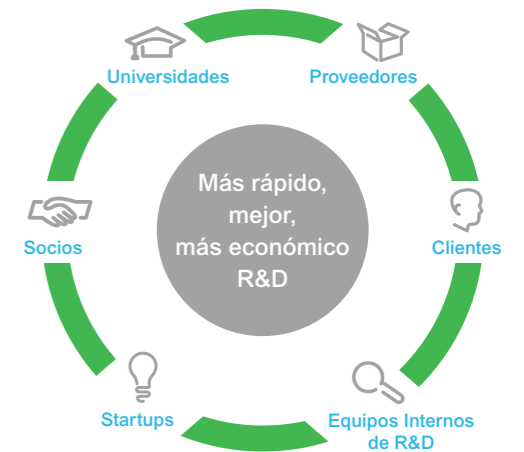 Universidades
Proveedores
Más rápido,
mejor,
más económico
R&D
Socios
Clientes
Startups
Equipos Internos
de R&D